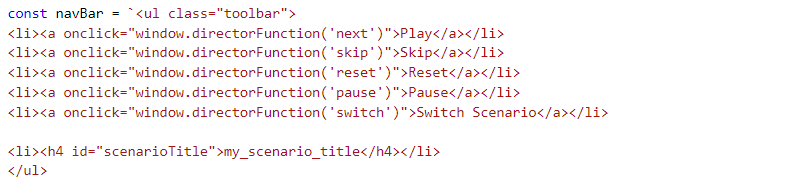 const navBar = `<ul class="toolbar">
<li><a onclick="window.directorFunction('next')">Play</a></li>
<li><a onclick="window.directorFunction('skip')">Skip</a></li>
<li><a onclick="window.directorFunction('reset')">Reset</a></li>
<li><a onclick="window.directorFunction('pause')">Pause</a></li>
<li><a onclick="window.directorFunction('switch')">Switch Scenario</a></li>
<li><h4 id="scenarioTitle">my_scenario_title</h4></li>
</ul>